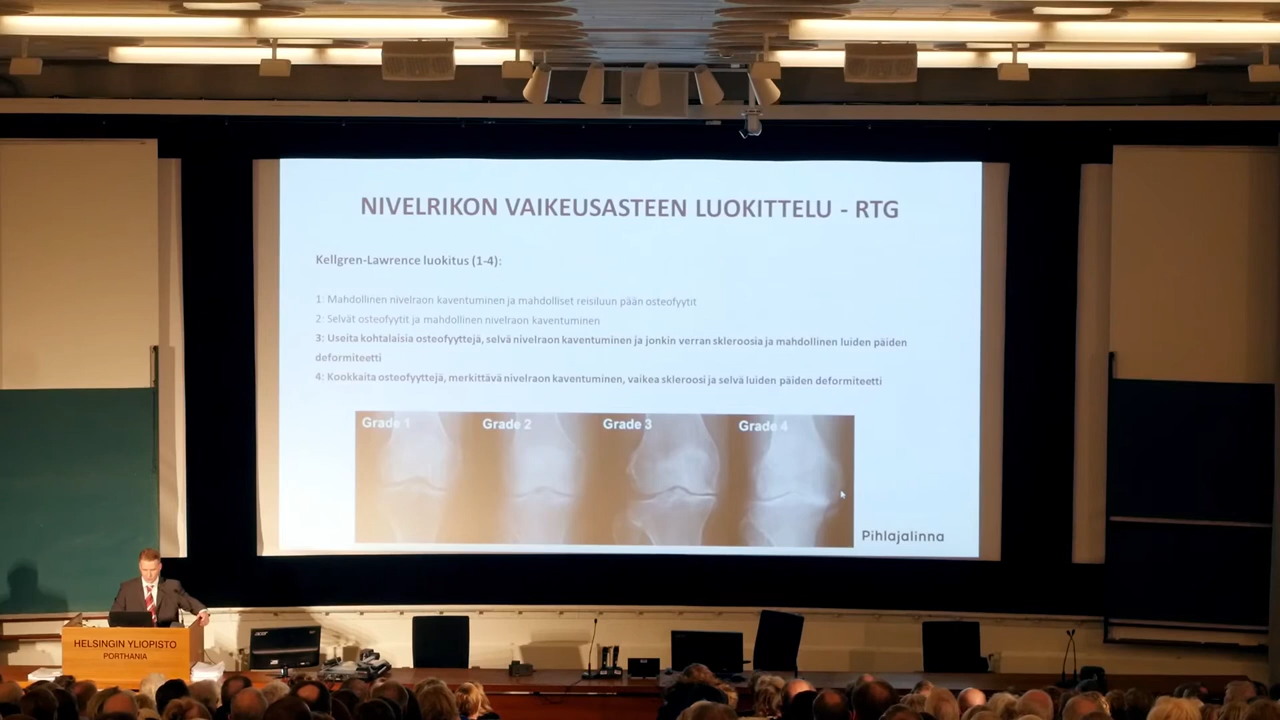 NIVELRIKON VAIKEUSASTEEN LUOKITTELU - RTG
Kellgren-Lawrence luokitus (1-4):
1: Mahdollinen nivelraon kaventuminen ja mahdolliset reisiluun pään osteofyytit
2: Selvät osteofyytit ja mahdollinen nivelraon kaventuminen
3: Useita kohtalaisia osteofyyttejä, selvä nivelraon kaventuminen ja jonkin verran skleroosia ja mahdollinen luiden päiden
deformiteetti
4: Kookkaita osteofyyttejä, merkittävä nivelraon kaventuminen, vaikea skleroosi ja selvä luiden päiden deformiteetti
Grade 1 Grade 2 Grade 3 Grade 4
Pihlajalinna
HELSINGIN YLIOPISTO
PORTHANIA
acer